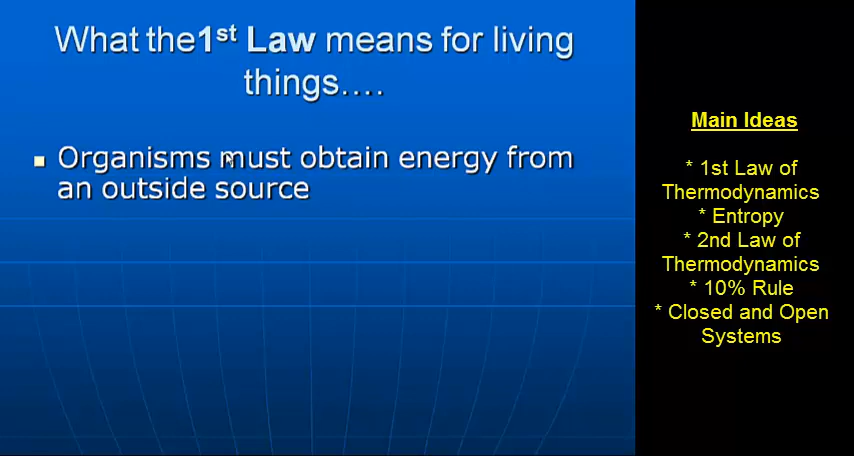 What the1st Law means for living
things....
Organisms must obtain energy from
an outside source
Main Ideas
* 1st Law of
Thermodynamics
* Entropy
* 2nd Law of
Thermodynamics
* 10% Rule
* Closed and Open
Systems